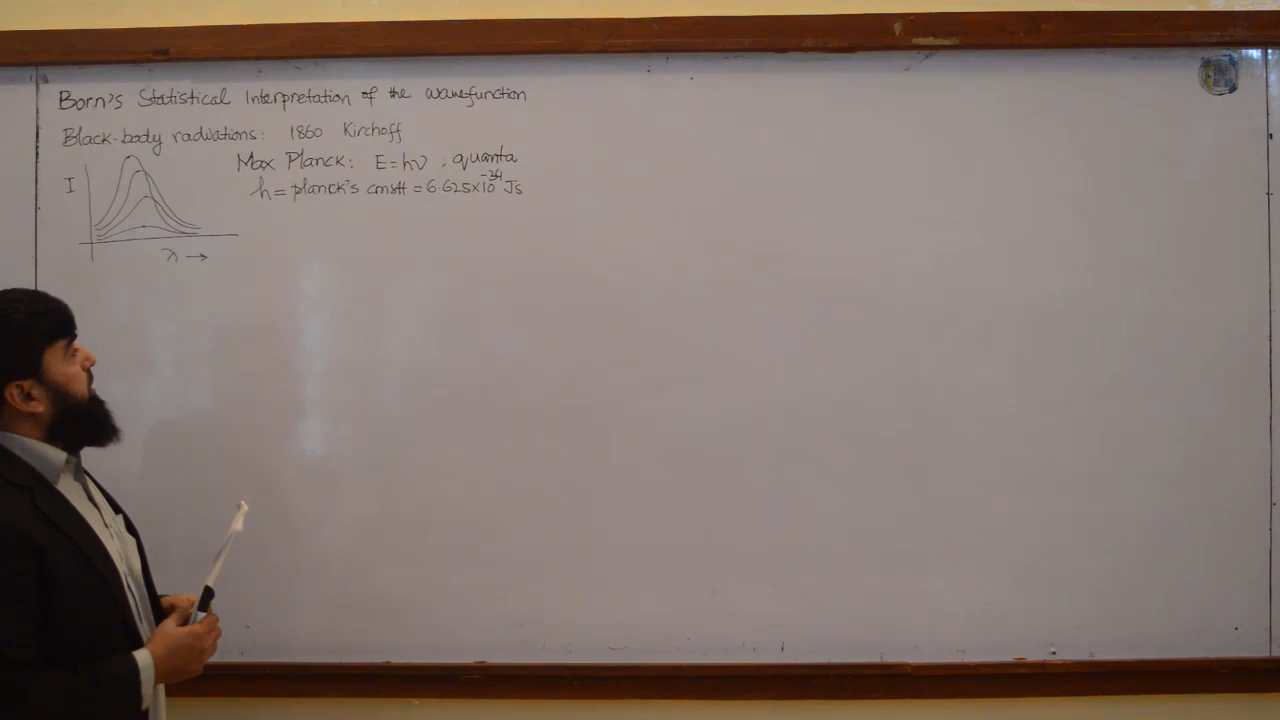 Born's Statistical Interpretation of the wavefunction
Black-body radiations: 1860 Kirchoff
Max Planck: E=hν ; quanta
I
h = planck's constt = 6.625×10⁻³⁴ Js
λ →